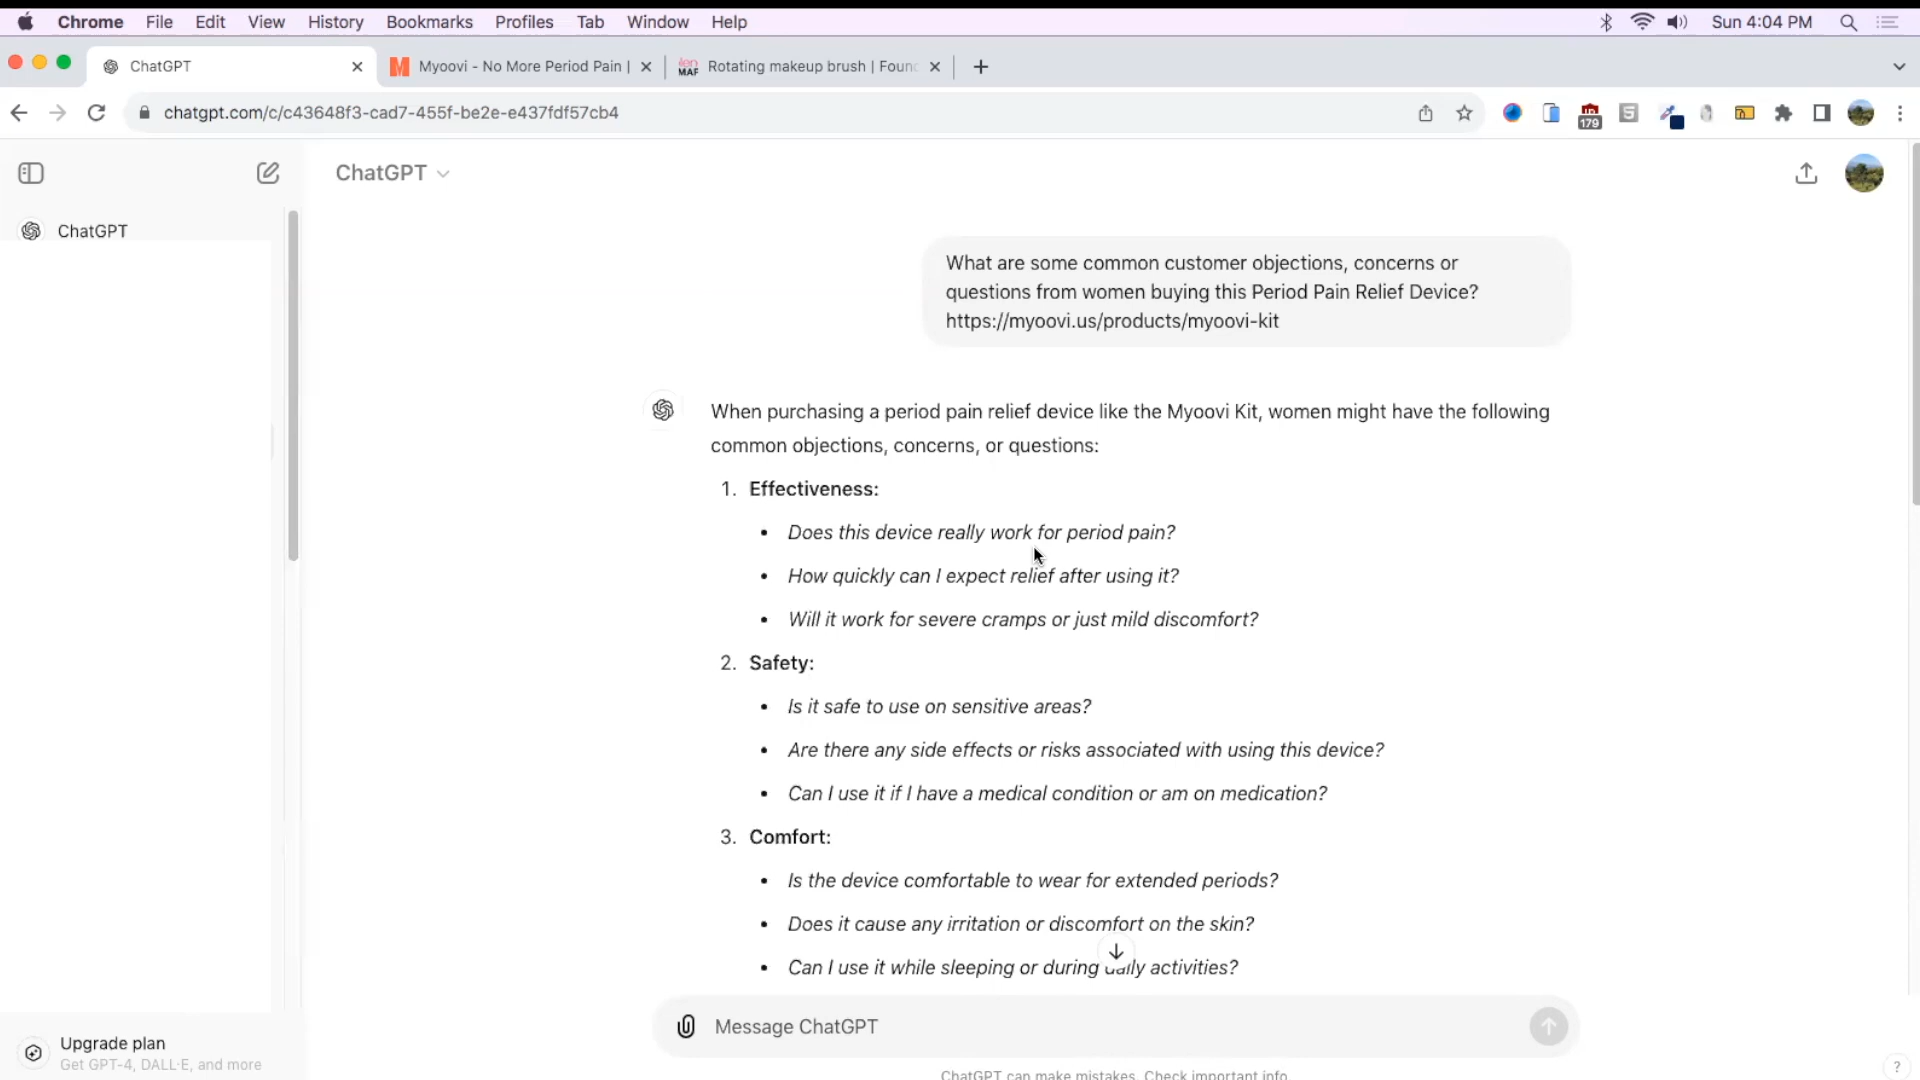 Chrome File Edit View History Bookmarks Profiles Tab Window Help Sun 4:04 PM
ChatGPT Myoovi - No More Period Pain | Rotating makeup brush | Foun
chatgpt.com/c/c43648f3-cad7-455f-be2e-e437fdf57cb4 179
ChatGPT
ChatGPT
What are some common customer objections, concerns or
questions from women buying this Period Pain Relief Device?
https://myoovi.us/products/myoovi-kit
When purchasing a period pain relief device like the Myoovi Kit, women might have the following
common objections, concerns, or questions:
1. Effectiveness:
• Does this device really work for period pain?
• How quickly can I expect relief after using it?
• Will it work for severe cramps or just mild discomfort?
2. Safety:
• Is it safe to use on sensitive areas?
• Are there any side effects or risks associated with using this device?
• Can I use it if I have a medical condition or am on medication?
3. Comfort:
• Is the device comfortable to wear for extended periods?
• Does it cause any irritation or discomfort on the skin?
• Can I use it while sleeping or during daily activities?
Message ChatGPT
Upgrade plan
Get GPT-4, DALL·E, and more
ChatGPT can make mistakes. Check important info.
?